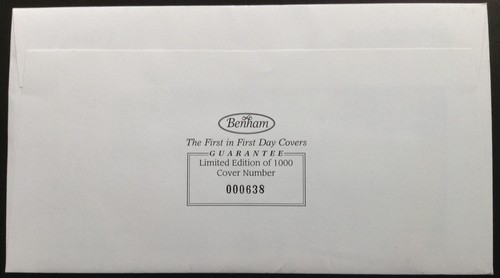 Benham
The First in First Day Covers
GUARANTEE
Limited Edition of 1000
Cover Number
000638